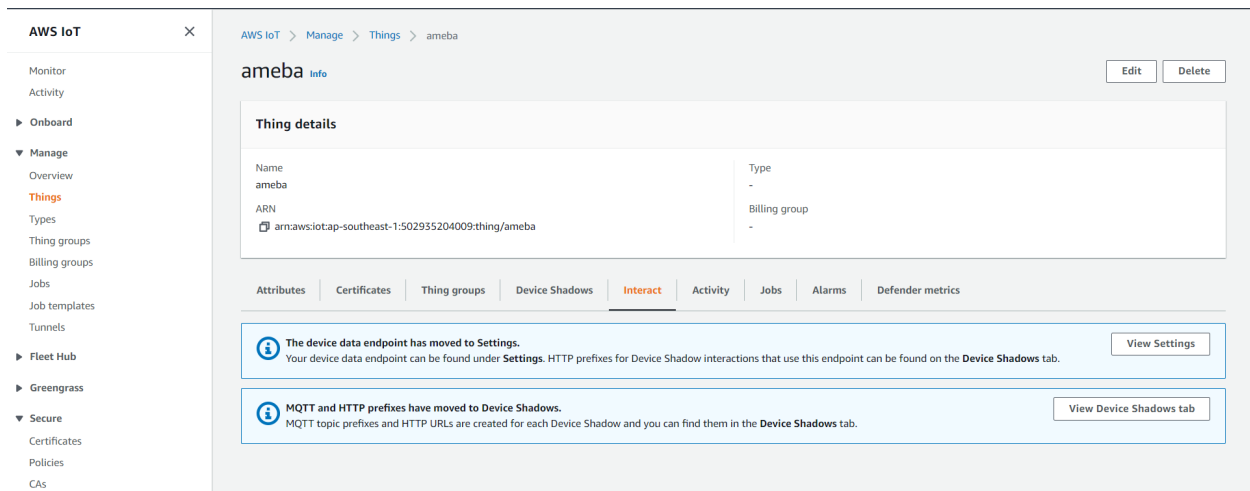 AWS IoT
Monitor
Activity
Onboard
Manage
Overview
Things
Types
Thing groups
Billing groups
Jobs
Job templates
Tunnels
Fleet Hub
Greengrass
Secure
Certificates
Policies
CAs
AWS IoT > Manage > Things > ameba
ameba Info
Edit
Delete
Thing details
Name
ameba
Type
-
ARN
arn:aws:iot:ap-southeast-1:502935204009:thing/ameba
Billing group
-
Attributes Certificates Thing groups Device Shadows Interact Activity Jobs Alarms Defender metrics
The device data endpoint has moved to Settings.
Your device data endpoint can be found under Settings. HTTP prefixes for Device Shadow interactions that use this endpoint can be found on the Device Shadows tab.
View Settings
MQTT and HTTP prefixes have moved to Device Shadows.
MQTT topic prefixes and HTTP URLs are created for each Device Shadow and you can find them in the Device Shadows tab.
View Device Shadows tab